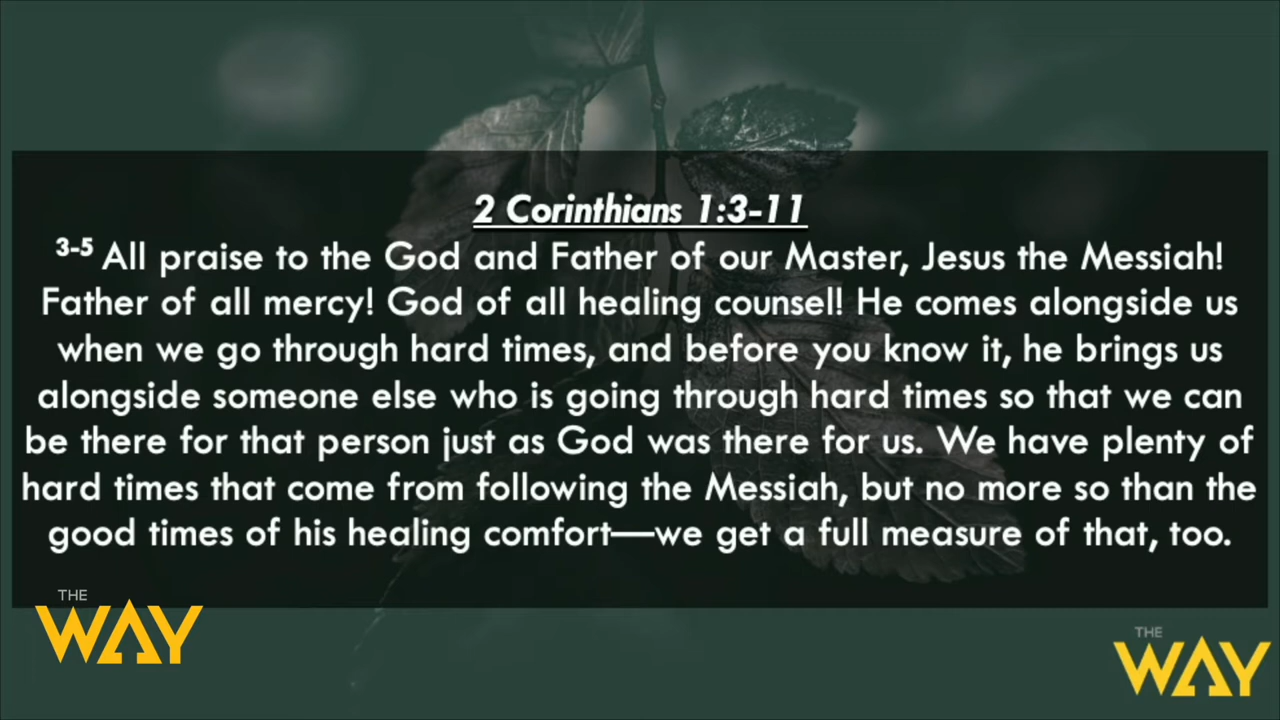 2 Corinthians 1:3-11
3-5 All praise to the God and Father of our Master, Jesus the Messiah!
Father of all mercy! God of all healing counsel! He comes alongside us
when we go through hard times, and before you know it, he brings us
alongside someone else who is going through hard times so that we can
be there for that person just as God was there for us. We have plenty of
hard times that come from following the Messiah, but no more so than the
good times of his healing comfort—we get a full measure of that, too.
THE
WAY
THE
WAY